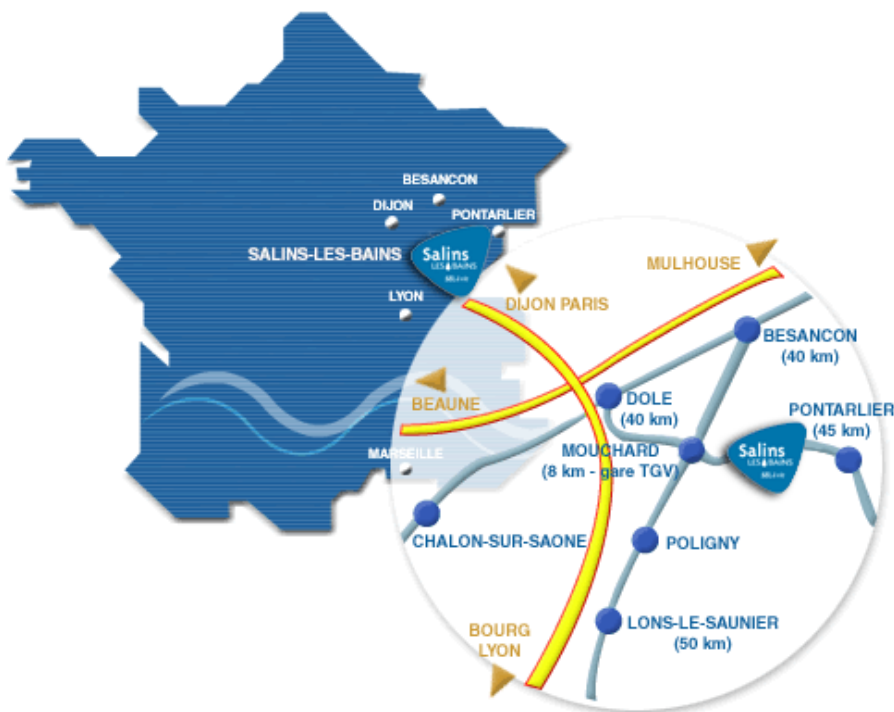 BESANCON
DIJON
PONTARLIER
SALINS-LES-BAINS
Salins
LES BAINS
LYON
MARSEILLE
MULHOUSE
DIJON PARIS
BESANCON
(40 km)
BEAUNE
DOLE
(40 km)
PONTARLIER
(45 km)
MOUCHARD
(8 km - gare TGV)
Salins
LES BAINS
CHALON-SUR-SAONE
POLIGNY
LONS-LE-SAUNIER
(50 km)
BOURG
LYON